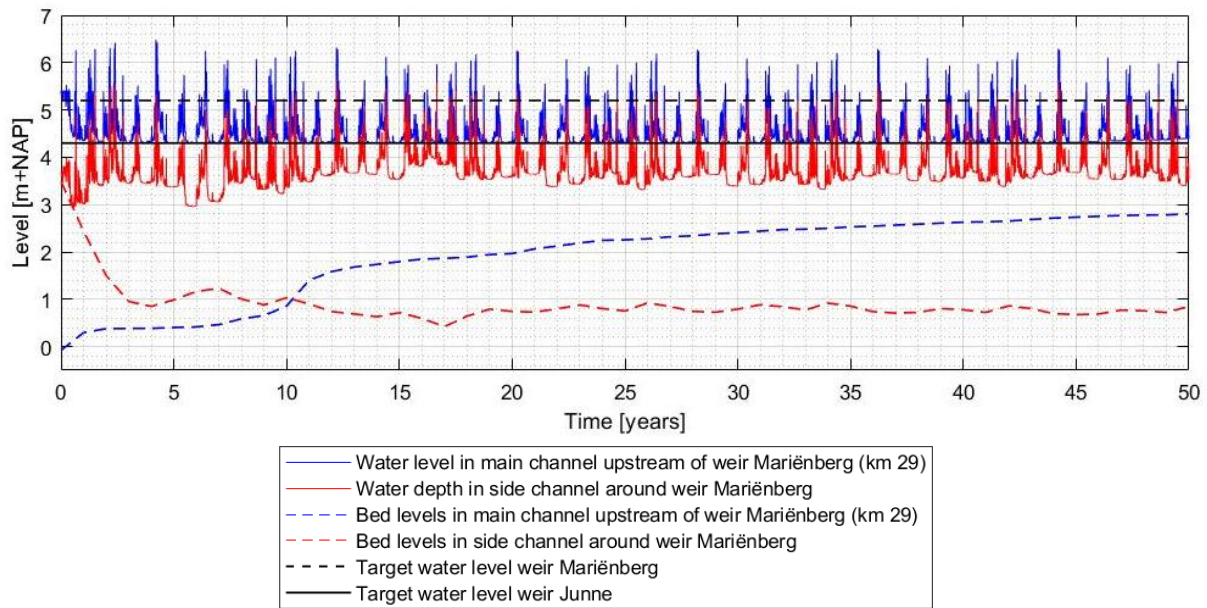 7
6
5
4
3
2
1
0
Level [m+NAP]
0 5 10 15 20 25 30 35 40 45 50
Time [years]
Water level in main channel upstream of weir Mariënberg (km 29)
Water depth in side channel around weir Mariënberg
Bed levels in main channel upstream of weir Mariënberg (km 29)
Bed levels in side channel around weir Mariënberg
Target water level weir Mariënberg
Target water level weir Junne